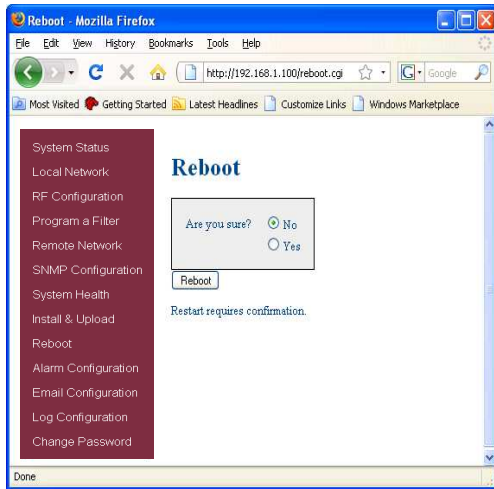 Reboot - Mozilla Firefox
File Edit View History Bookmarks Tools Help
http://192.168.1.100/reboot.cgi
G Google
Most Visited Getting Started Latest Headlines Customize Links Windows Marketplace
System Status
Local Network
RF Configuration
Program a Filter
Remote Network
SNMP Configuration
System Health
Install & Upload
Reboot
Alarm Configuration
Email Configuration
Log Configuration
Change Password
Reboot
Are you sure? No
Yes
Reboot
Restart requires confirmation.
Done